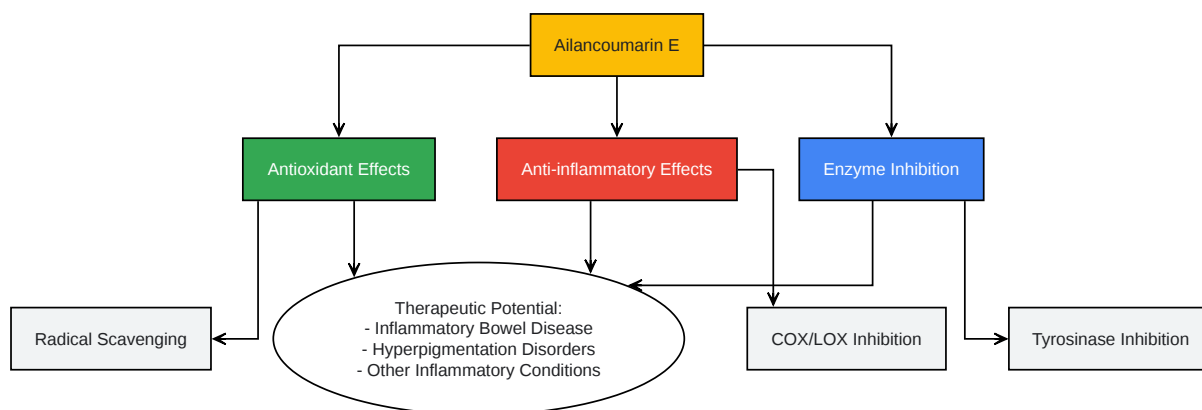 Ailancoumarin E
Antioxidant Effects
Anti-inflammatory Effects
Enzyme Inhibition
Radical Scavenging
Therapeutic Potential:
- Inflammatory Bowel Disease
- Hyperpigmentation Disorders
- Other Inflammatory Conditions
COX/LOX Inhibition
Tyrosinase Inhibition